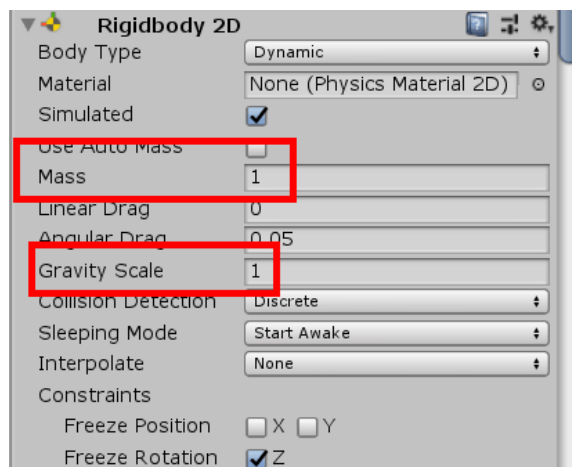 Rigidbody 2D
Body Type Dynamic
Material None (Physics Material 2D)
Simulated
Use Auto Mass
Mass 1
Linear Drag 0
Angular Drag 0.05
Gravity Scale 1
Collision Detection Discrete
Sleeping Mode Start Awake
Interpolate None
Constraints
Freeze Position X Y
Freeze Rotation Z